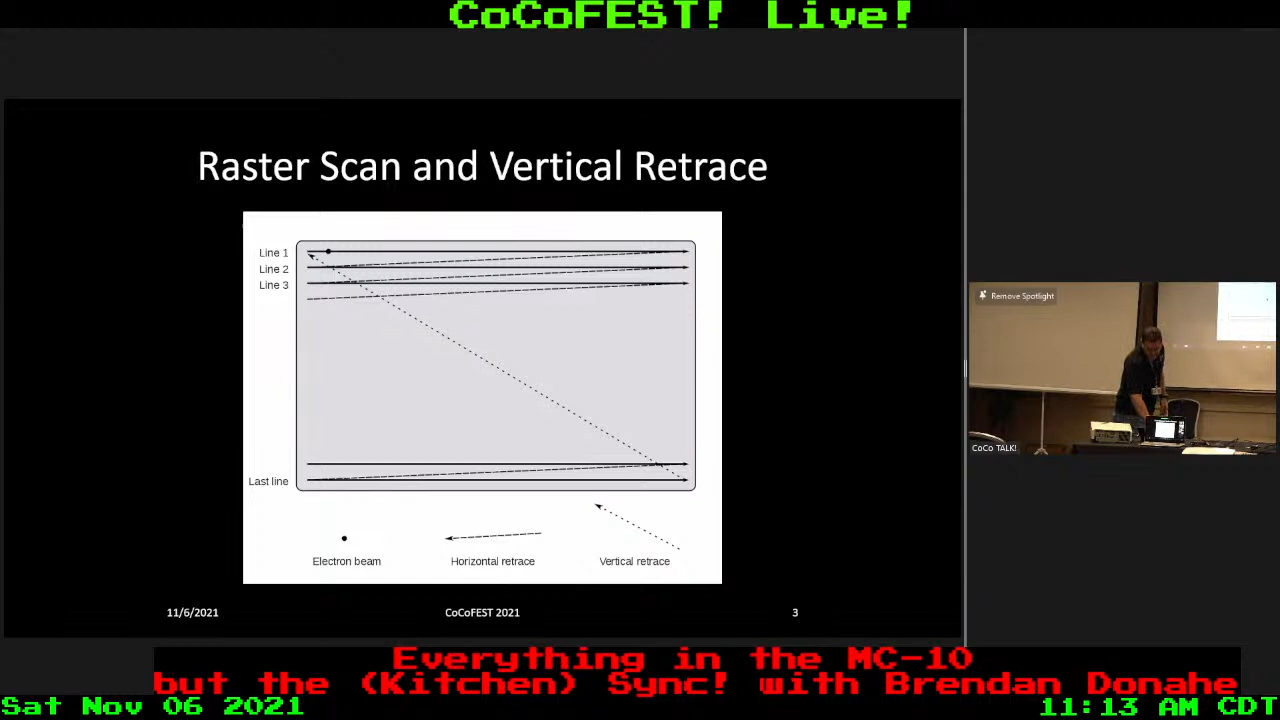 CoCoFEST! Live!
Raster Scan and Vertical Retrace
Line 1
Line 2
Line 3
Last line
Electron beam
Horizontal retrace
Vertical retrace
11/6/2021
CoCoFEST 2021
3
Remove Spotlight
CoCo TALK!
Everything in the MC-10
but the (Kitchen) Sync! with Brendan Donahe
Sat Nov 06 2021
11:13 AM CDT